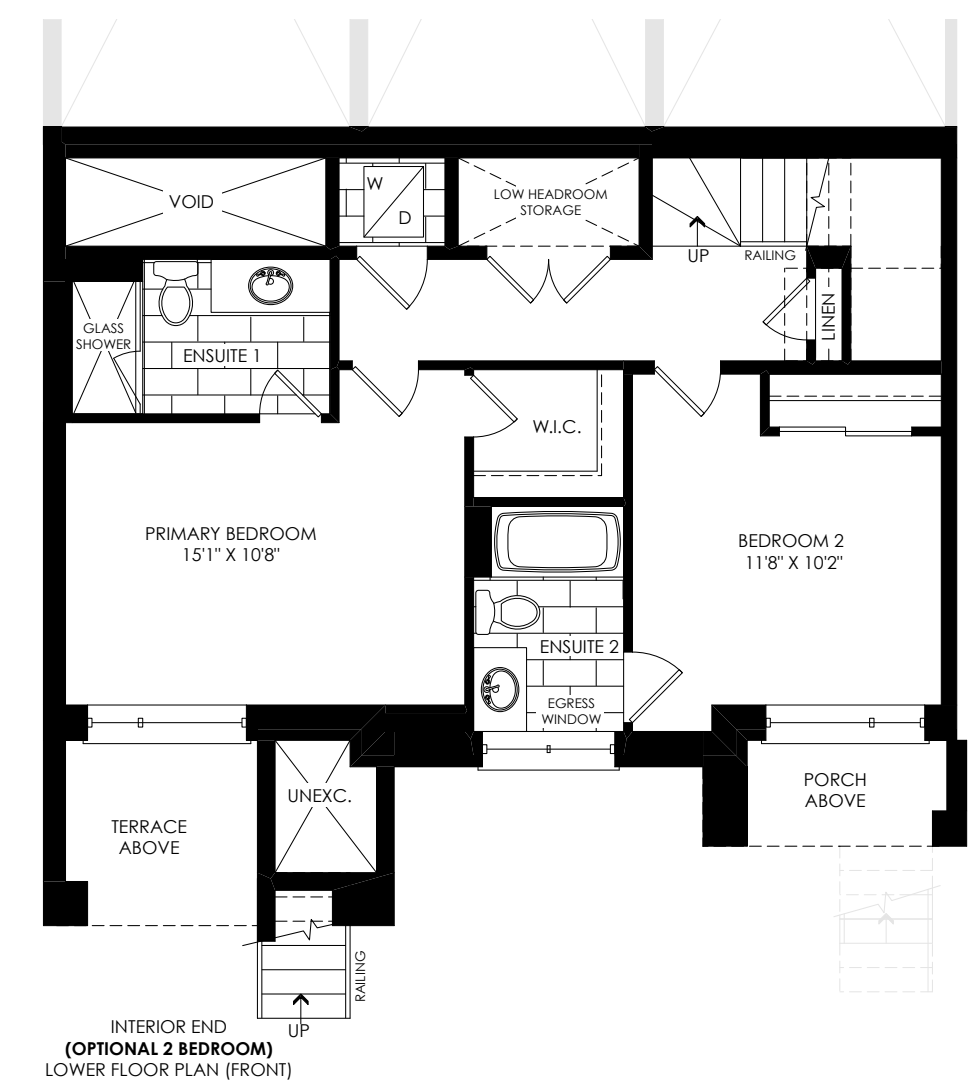 VOID
W
D
LOW HEADROOM
STORAGE
UP
RAILING
GLASS
SHOWER
ENSUITE 1
LINEN
W.I.C.
PRIMARY BEDROOM
15'1" X 10'8"
BEDROOM 2
11'8" X 10'2"
ENSUITE 2
EGRESS
WINDOW
UNEXC.
PORCH
ABOVE
TERRACE
ABOVE
RAILING
UP
INTERIOR END
(OPTIONAL 2 BEDROOM)
LOWER FLOOR PLAN (FRONT)